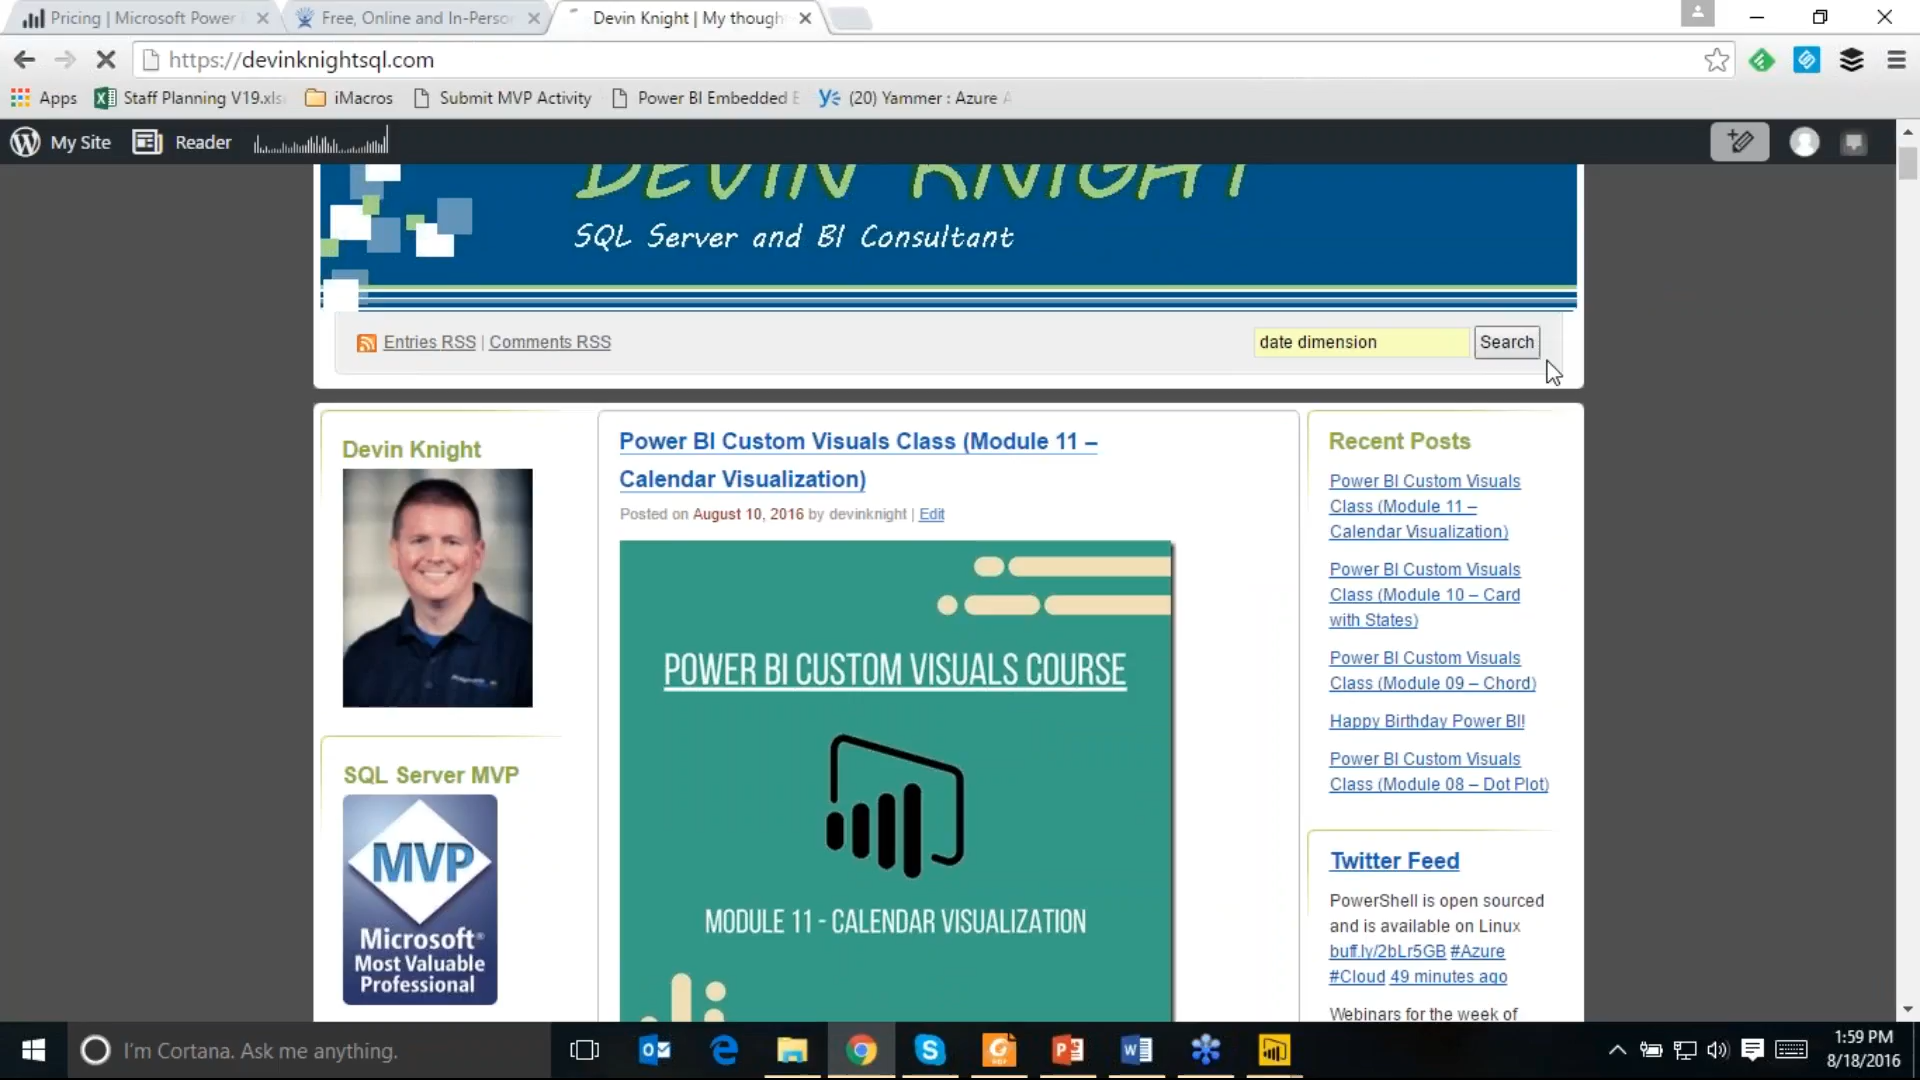 Pricing | Microsoft Power
Free, Online and In-Perso
Devin Knight | My though
https://devinknightsql.com
Apps
Staff Planning V19.xls
iMacros
Submit MVP Activity
Power BI Embedded
(20) Yammer : Azure
My Site
Reader
DEVIN KNIGHT
SQL Server and BI Consultant
Entries RSS | Comments RSS
date dimension
Search
Devin Knight
SQL Server MVP
MVP
Microsoft®
Most Valuable
Professional
Power BI Custom Visuals Class (Module 11 –
Calendar Visualization)
Posted on August 10, 2016 by devinknight | Edit
POWER BI CUSTOM VISUALS COURSE
MODULE 11 - CALENDAR VISUALIZATION
Recent Posts
Power BI Custom Visuals
Class (Module 11 –
Calendar Visualization)
Power BI Custom Visuals
Class (Module 10 – Card
with States)
Power BI Custom Visuals
Class (Module 09 – Chord)
Happy Birthday Power BI!
Power BI Custom Visuals
Class (Module 08 – Dot Plot)
Twitter Feed
PowerShell is open sourced
and is available on Linux
buff.ly/2bLr5GB #Azure
#Cloud 49 minutes ago
Webinars for the week of
I'm Cortana. Ask me anything.
1:59 PM
8/18/2016